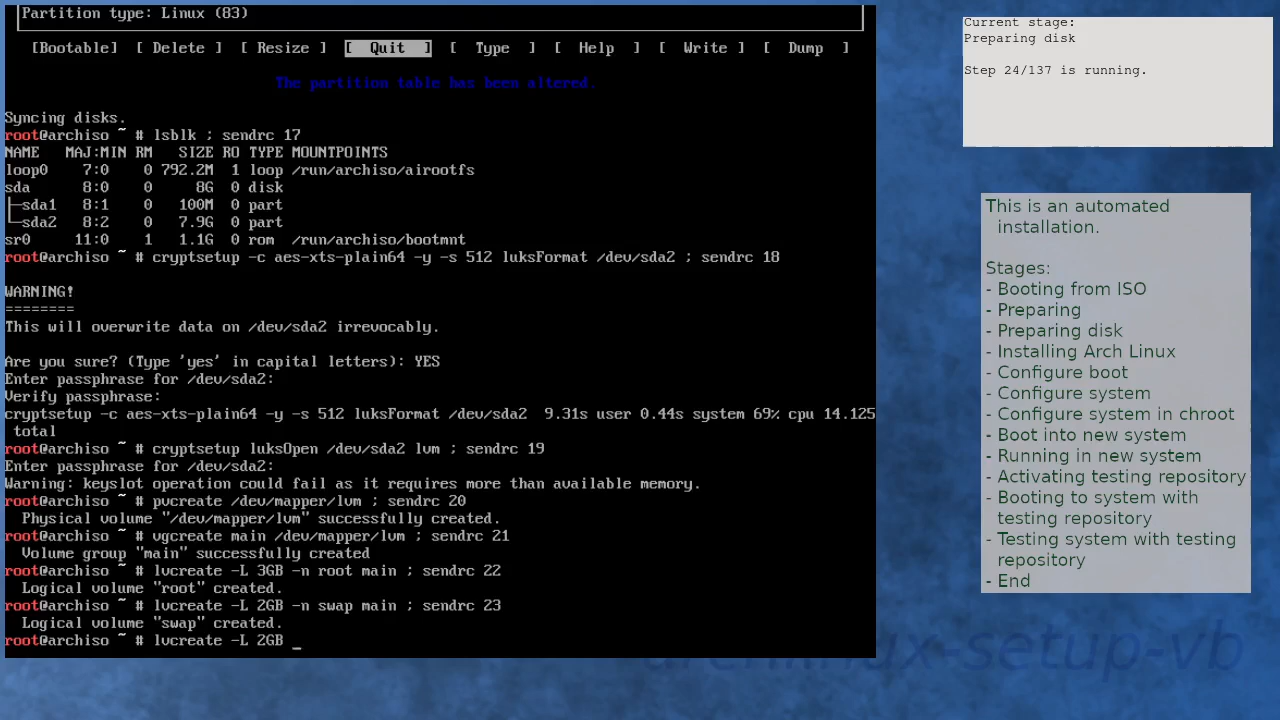 Partition type: Linux (83)
[Bootable]  [ Delete ]  [ Resize ]  [  Quit  ]  [  Type  ]  [  Help  ]  [  Write ]  [  Dump  ]
The partition table has been altered.
Syncing disks.
root@archiso ~ # lsblk ; sendrc 17
NAME   MAJ:MIN RM   SIZE RO TYPE MOUNTPOINTS
loop0    7:0    0 792.2M  1 loop /run/archiso/airootfs
sda      8:0    0     8G  0 disk
├─sda1   8:1    0   100M  0 part
└─sda2   8:2    0   7.9G  0 part
sr0     11:0    1   1.1G  0 rom  /run/archiso/bootmnt
root@archiso ~ # cryptsetup -c aes-xts-plain64 -y -s 512 luksFormat /dev/sda2 ; sendrc 18
WARNING!
========
This will overwrite data on /dev/sda2 irrevocably.
Are you sure? (Type 'yes' in capital letters): YES
Enter passphrase for /dev/sda2:
Verify passphrase:
cryptsetup -c aes-xts-plain64 -y -s 512 luksFormat /dev/sda2  9.31s user 0.44s system 69% cpu 14.125
total
root@archiso ~ # cryptsetup luksOpen /dev/sda2 lvm ; sendrc 19
Enter passphrase for /dev/sda2:
Warning: keyslot operation could fail as it requires more than available memory.
root@archiso ~ # pvcreate /dev/mapper/lvm ; sendrc 20
Physical volume "/dev/mapper/lvm" successfully created.
root@archiso ~ # vgcreate main /dev/mapper/lvm ; sendrc 21
Volume group "main" successfully created
root@archiso ~ # lvcreate -L 3GB -n root main ; sendrc 22
Logical volume "root" created.
root@archiso ~ # lvcreate -L 2GB -n swap main ; sendrc 23
Logical volume "swap" created.
root@archiso ~ # lvcreate -L 2GB _
Current stage:
Preparing disk
Step 24/137 is running.
This is an automated
installation.
Stages:
- Booting from ISO
- Preparing
- Preparing disk
- Installing Arch Linux
- Configure boot
- Configure system
- Configure system in chroot
- Boot into new system
- Running in new system
- Activating testing repository
- Booting to system with
testing repository
- Testing system with testing
repository
- End